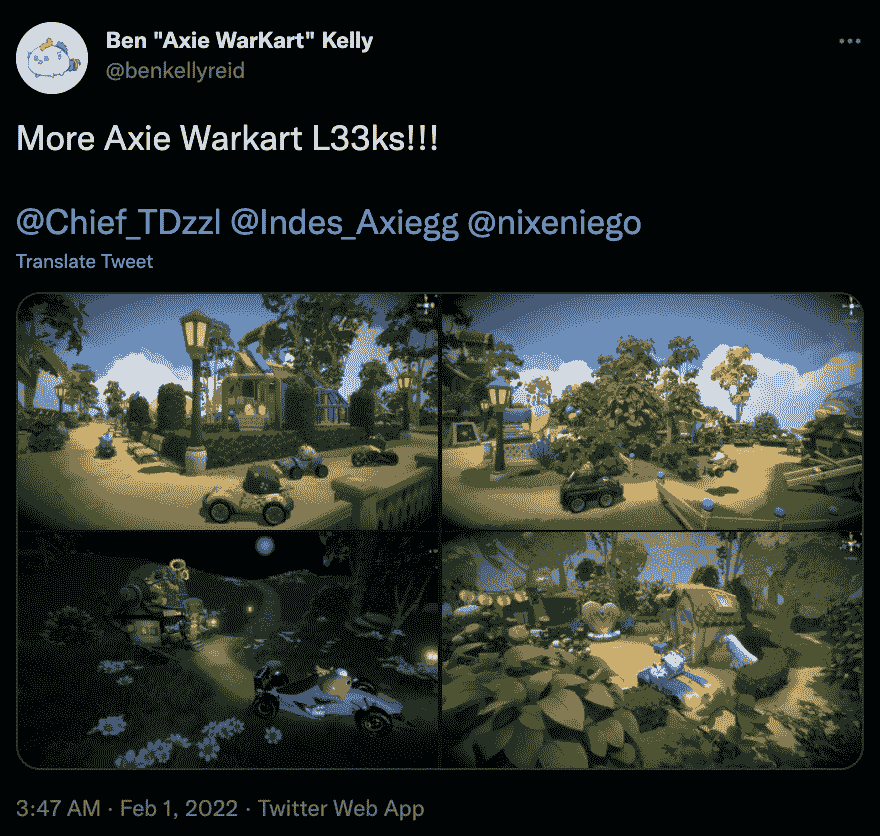 Ben "Axie WarKart" Kelly
@benkellyreid
More Axie Warkart L33ks!!!
@Chief_TDzzl @Indes_Axiegg @nixeniego
Translate Tweet
3:47 AM · Feb 1, 2022 · Twitter Web App